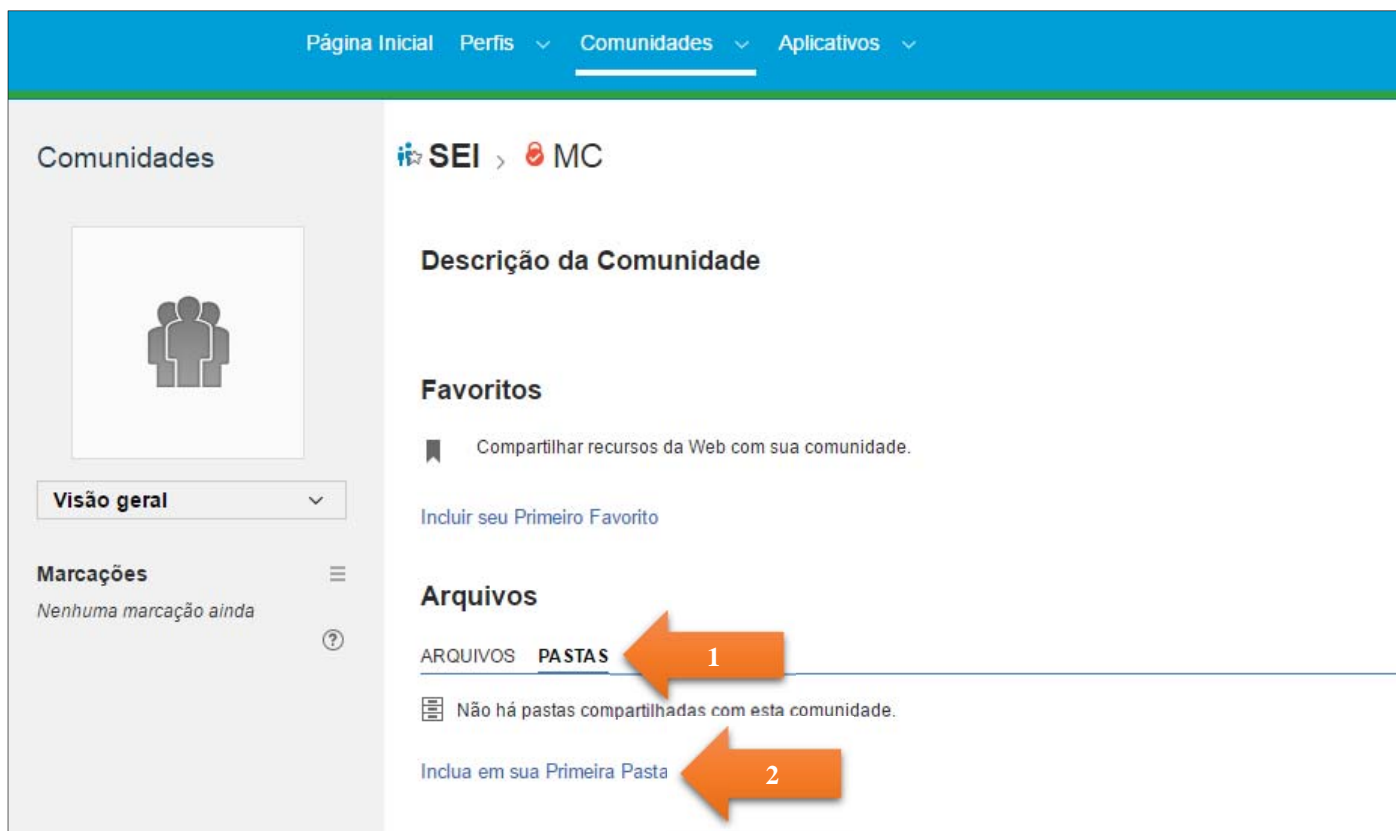 Página Inicial Perfis Comunidades Aplicativos
Comunidades
SEI > MC
Descrição da Comunidade
Favoritos
Compartilhar recursos da Web com sua comunidade.
Visão geral
Incluir seu Primeiro Favorito
Marcações
Nenhuma marcação ainda
?
Arquivos
ARQUIVOS PASTAS 1
Não há pastas compartilhadas com esta comunidade.
Inclua em sua Primeira Pasta 2